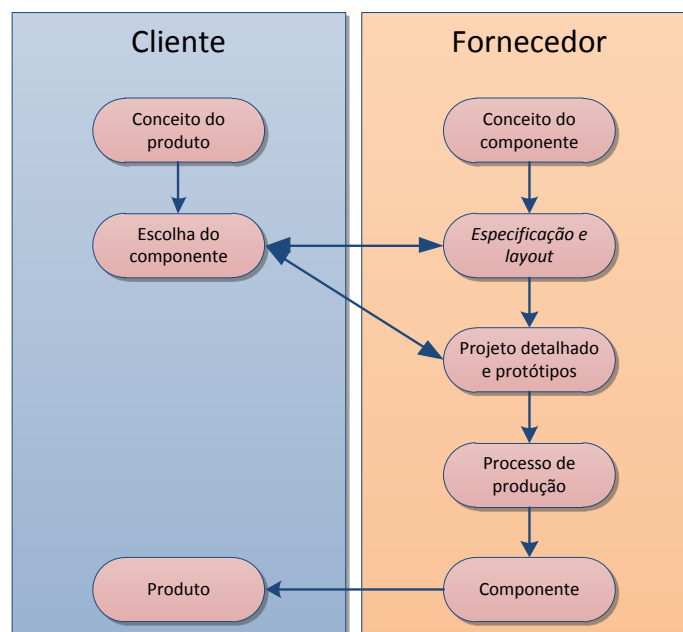 Cliente
Conceito do
produto
Escolha do
componente
Produto
Fornecedor
Conceito do
componente
Especificação e
layout
Projeto detalhado
e protótipos
Processo de
produção
Componente